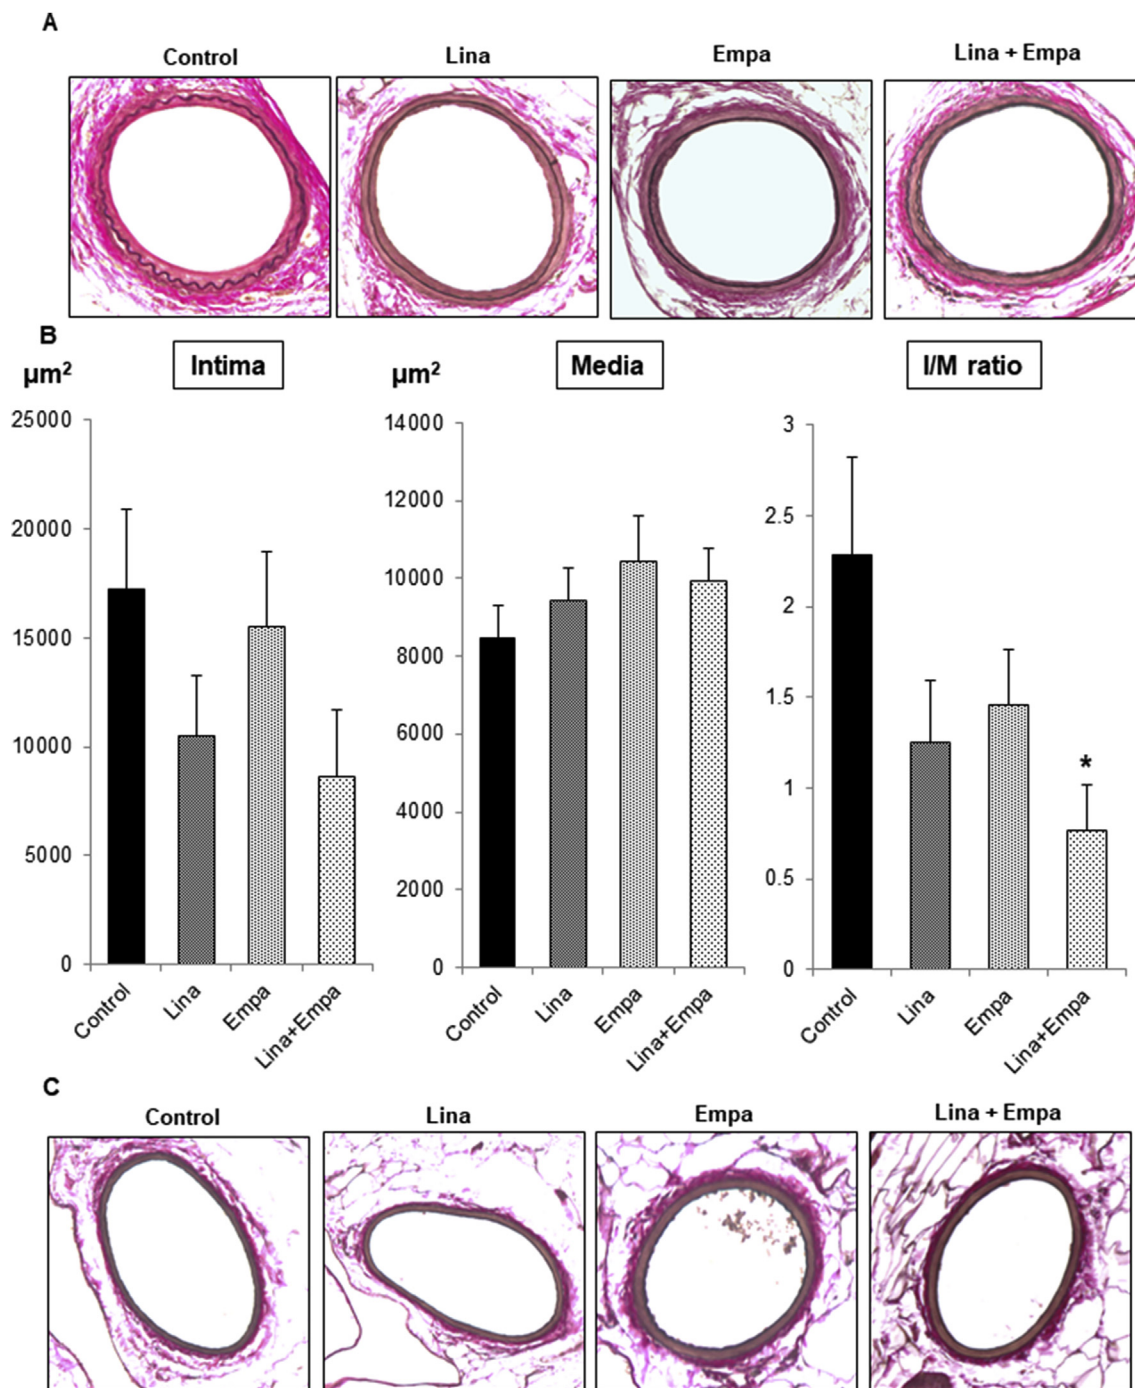 A
Control
Lina
Empa
Lina + Empa
B
µm²
Intima
25000
20000
15000
10000
5000
0
Control
Lina
Empa
Lina+Empa
µm²
Media
14000
12000
10000
8000
6000
4000
2000
0
Control
Lina
Empa
Lina+Empa
I/M ratio
3
2.5
2
1.5
1
0.5
0
*
Control
Lina
Empa
Lina+Empa
C
Control
Lina
Empa
Lina + Empa